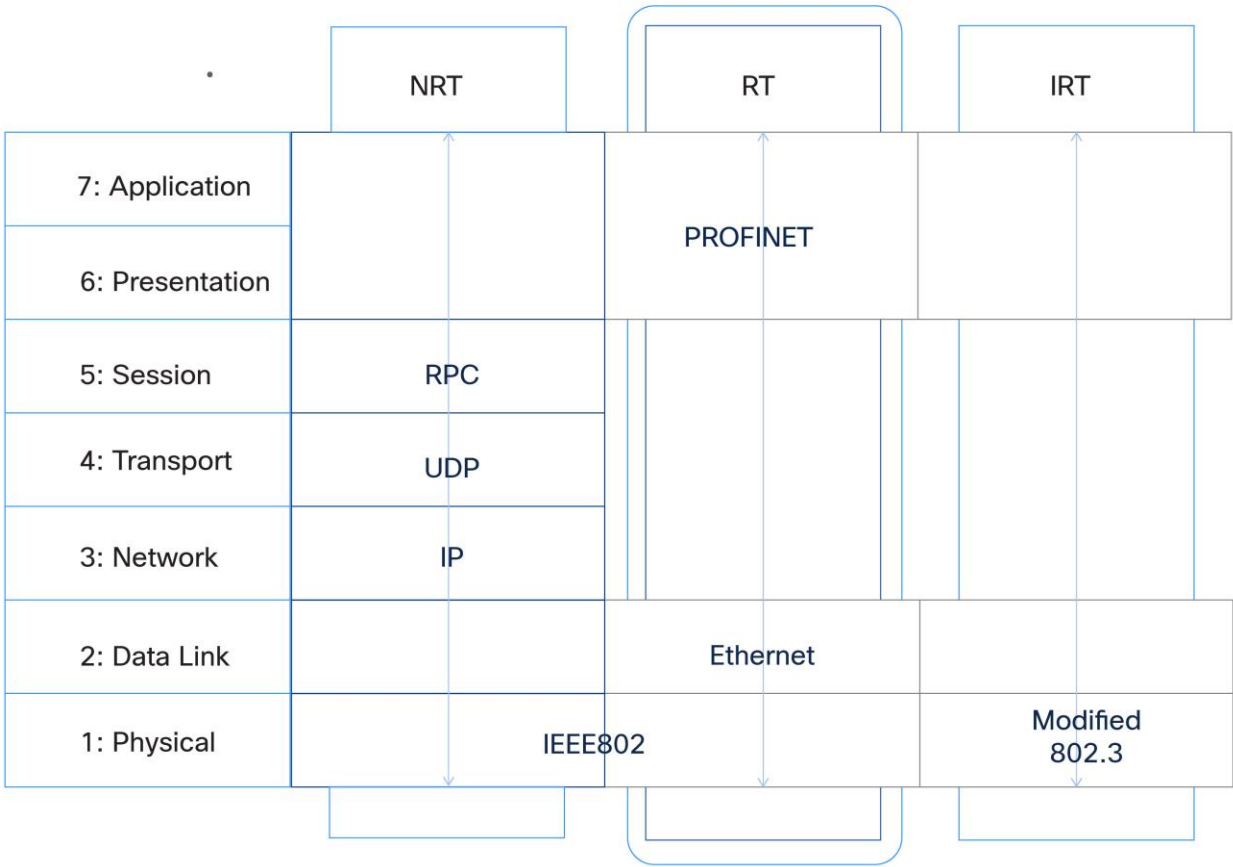 NRT
RT
IRT
7: Application
PROFINET
6: Presentation
5: Session
RPC
4: Transport
UDP
3: Network
IP
2: Data Link
Ethernet
1: Physical
IEEE802
Modified
802.3